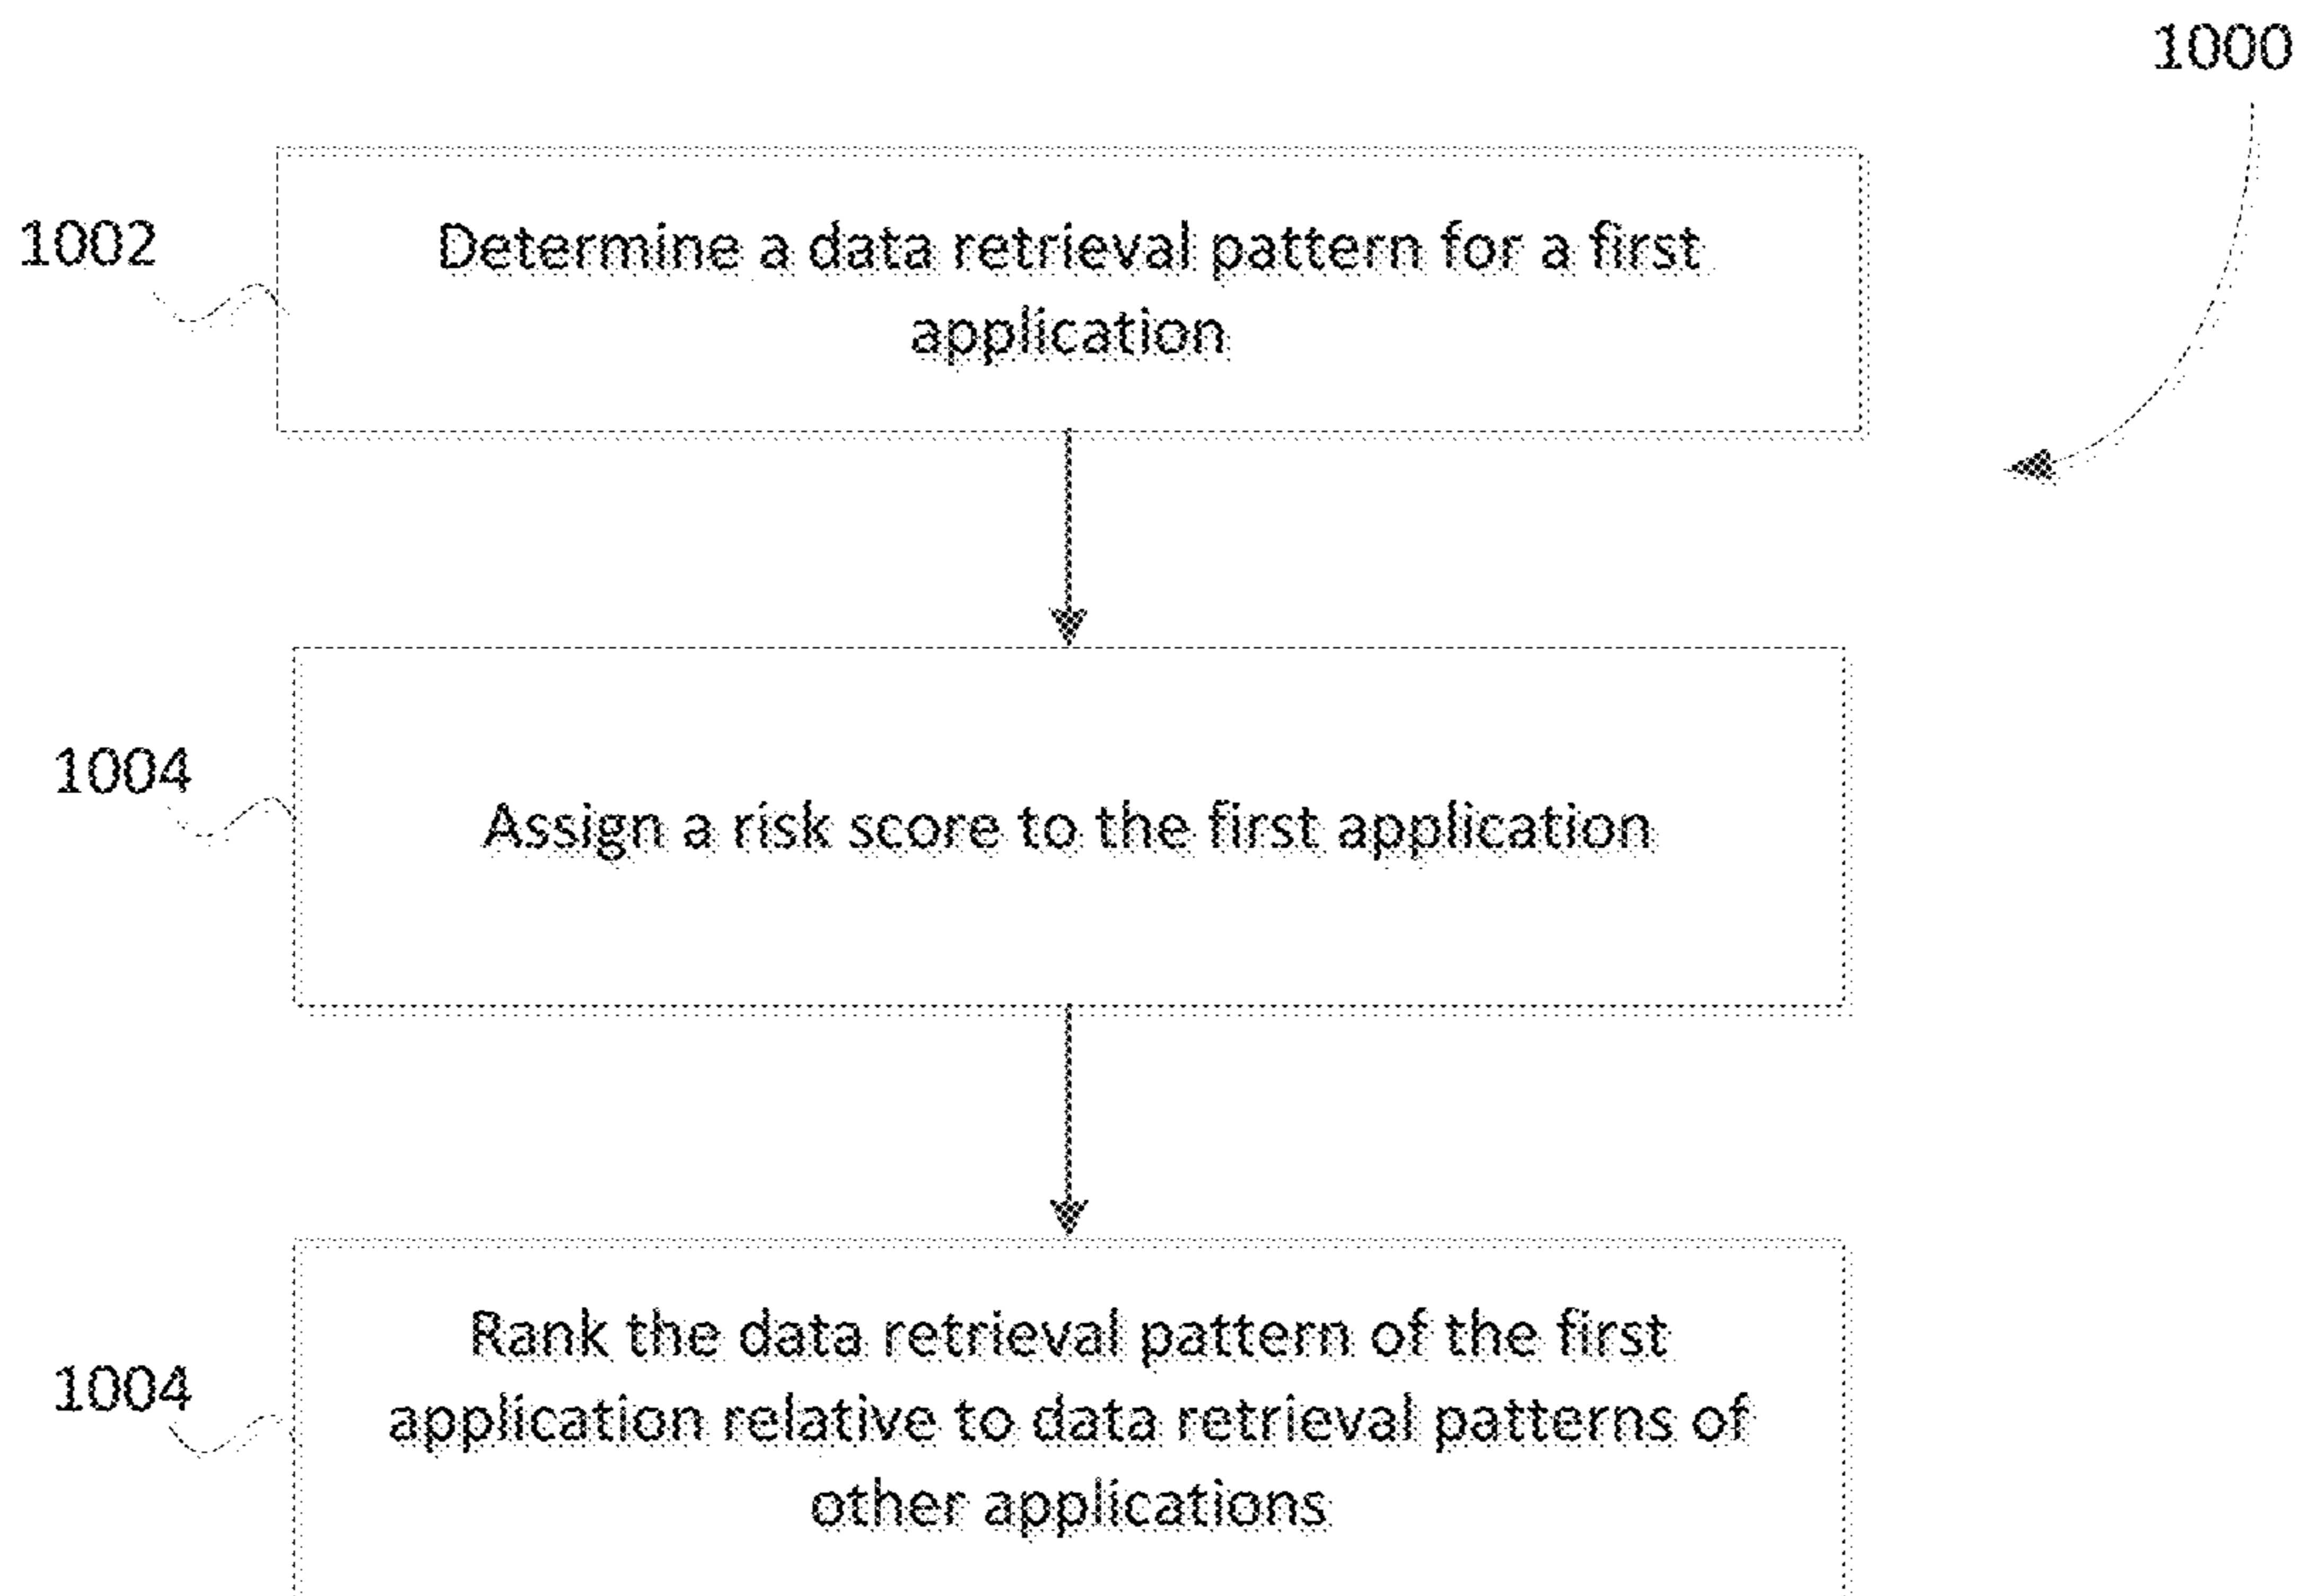 1000
1002
Determine a data retrieval pattern for a first
application
1004
Assign a risk score to the first application
1004
Rank the data retrieval pattern of the first
application relative to data retrieval patterns of
other applications